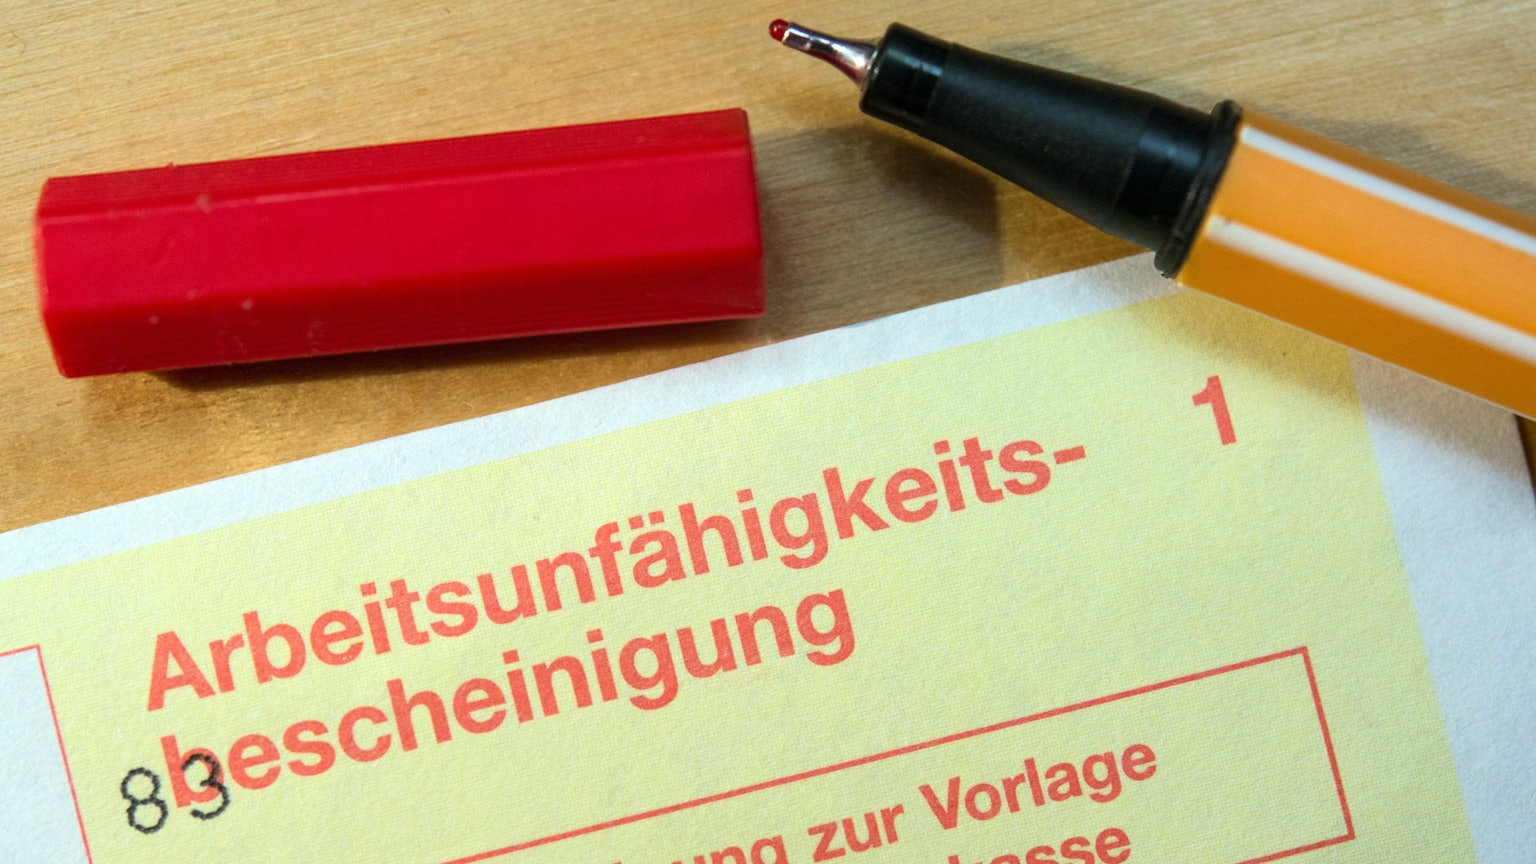 Arbeitsunfähigkeits- 1
bescheinigung
83
zur Vorlage